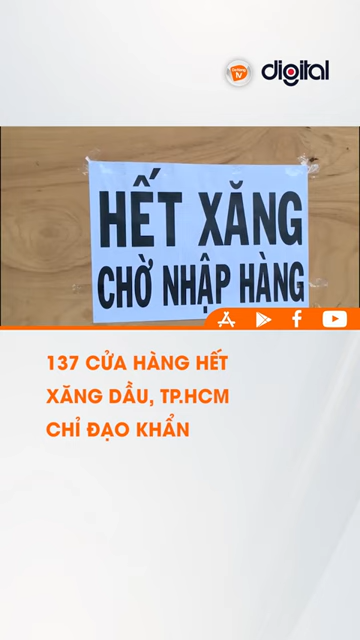 digital
HẾT XĂNG
CHỜ NHẬP HÀNG
137 CỬA HÀNG HẾT
XĂNG DẦU, TP.HCM
CHỈ ĐẠO KHẨN